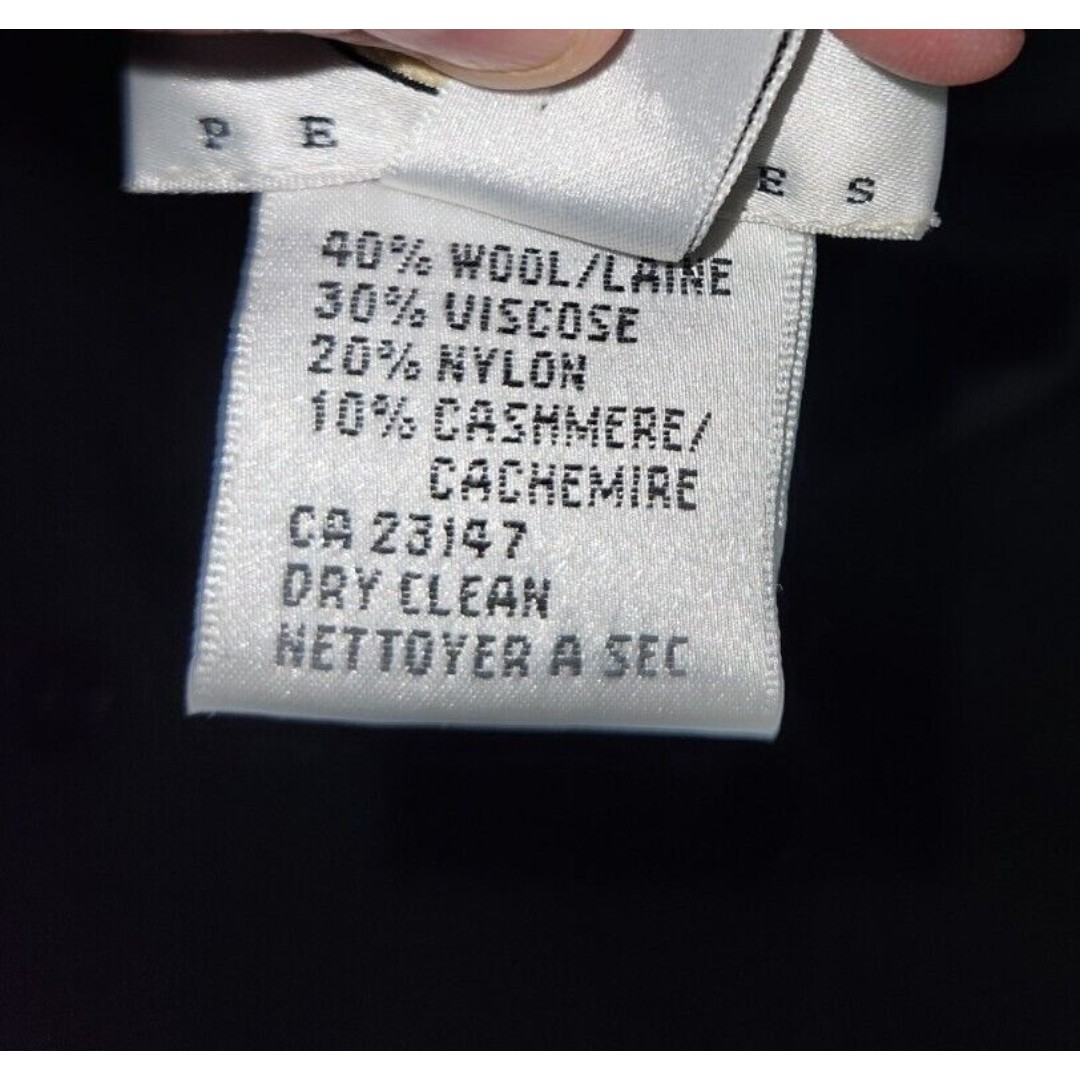 P E
E S
40% WOOL/LAINE
30% VISCOSE
20% NYLON
10% CASHMERE/
CACHEMIRE
CA 23147
DRY CLEAN
NETTOYER A SEC